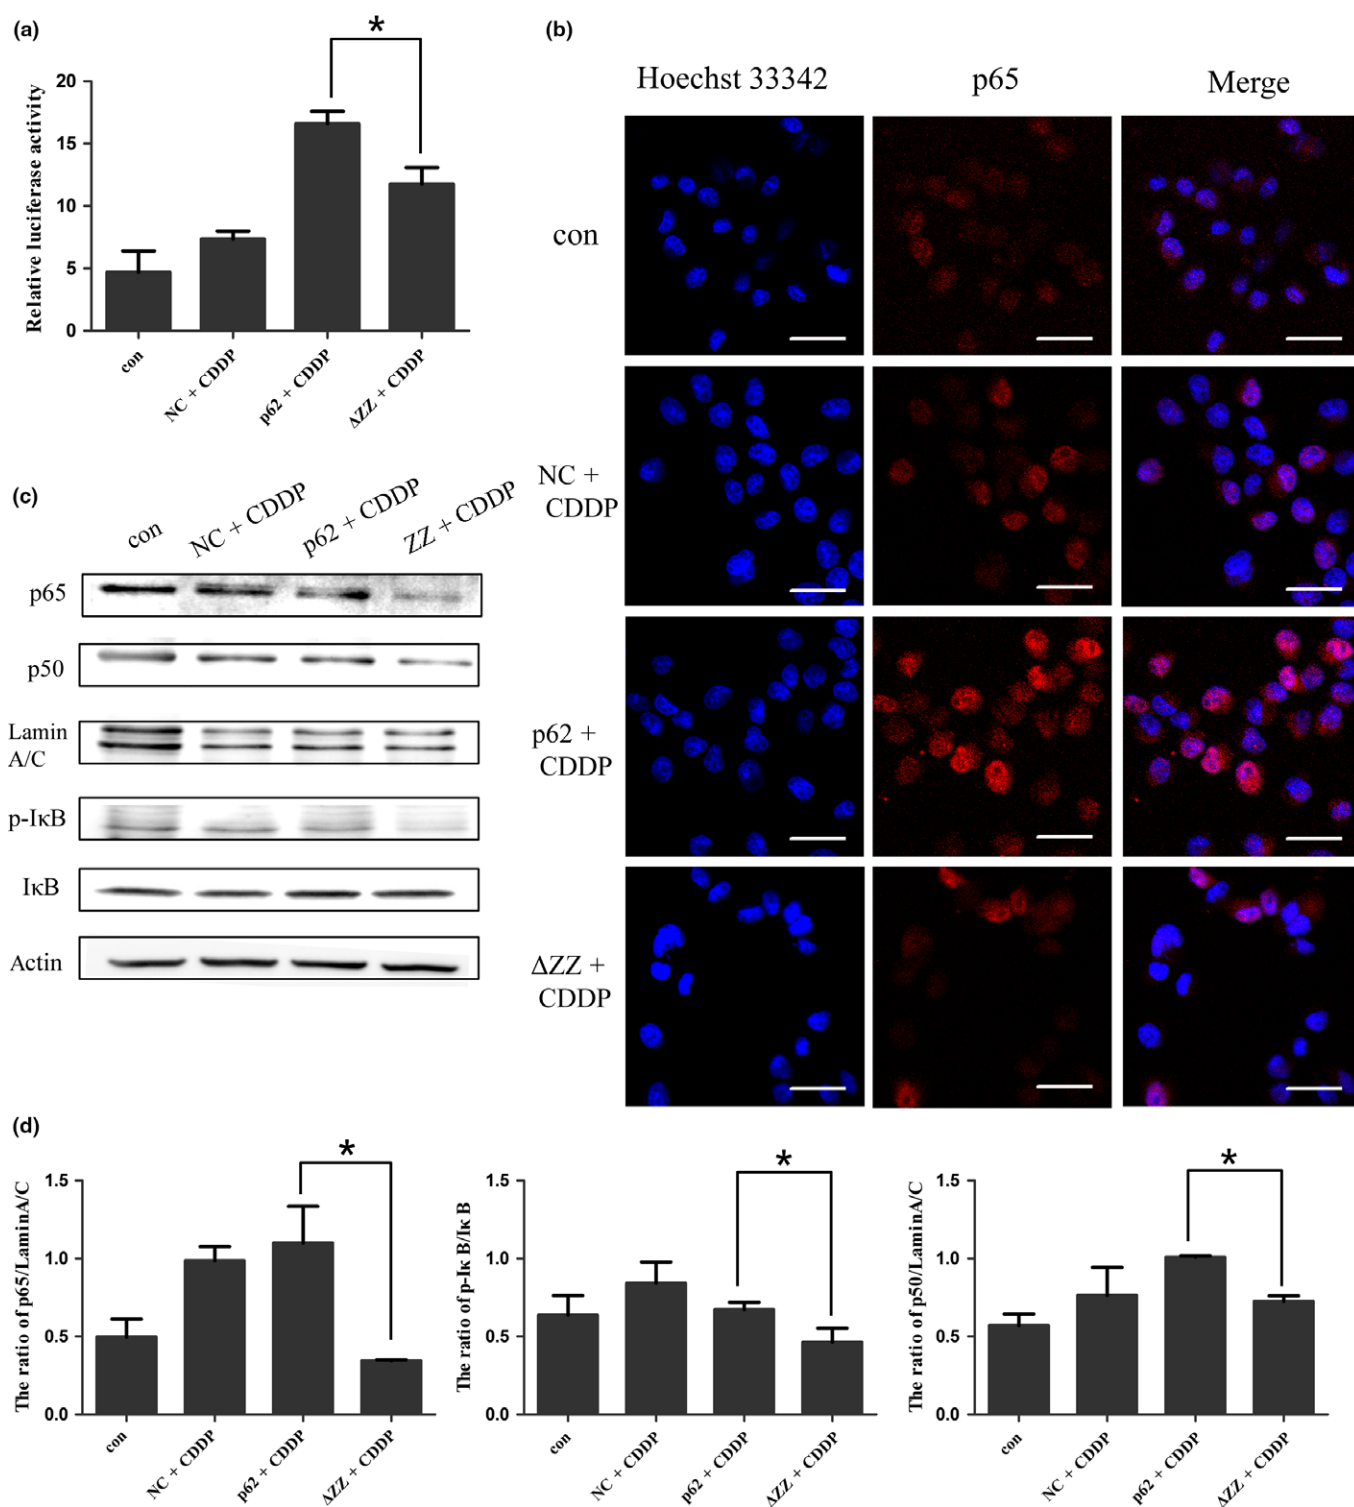 (a)
*
Relative luciferase activity
20
15
10
5
0
con
NC + CDDP
p62 + CDDP
ΔZZ + CDDP
(b)
Hoechst 33342
p65
Merge
con
NC +
CDDP
p62 +
CDDP
ΔZZ +
CDDP
(c)
con
NC + CDDP
p62 + CDDP
ZZ + CDDP
p65
p50
Lamin
A/C
p-IκB
IκB
Actin
(d)
*
The ratio of p65/LaminA/C
1.5
1.0
0.5
0.0
con
NC + CDDP
p62 + CDDP
ΔZZ + CDDP
*
The ratio of p-Iκ B/Iκ B
1.5
1.0
0.5
0.0
con
NC + CDDP
p62 + CDDP
ΔZZ + CDDP
*
The ratio of p50/LaminA/C
1.5
1.0
0.5
0.0
con
NC + CDDP
p62 + CDDP
ΔZZ + CDDP